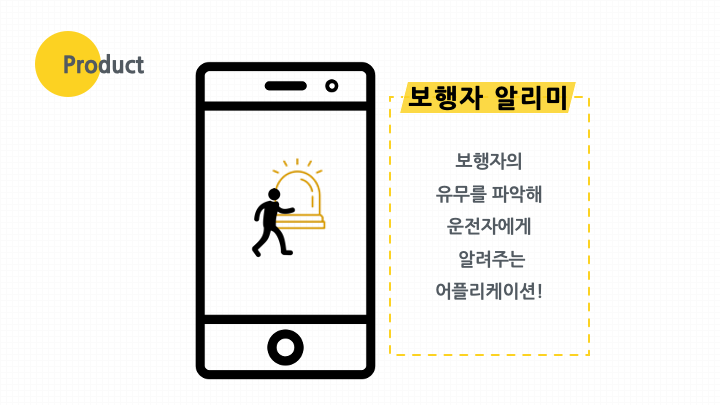 Product
보행자 알리미
보행자의
유무를 파악해
운전자에게
알려주는
어플리케이션!